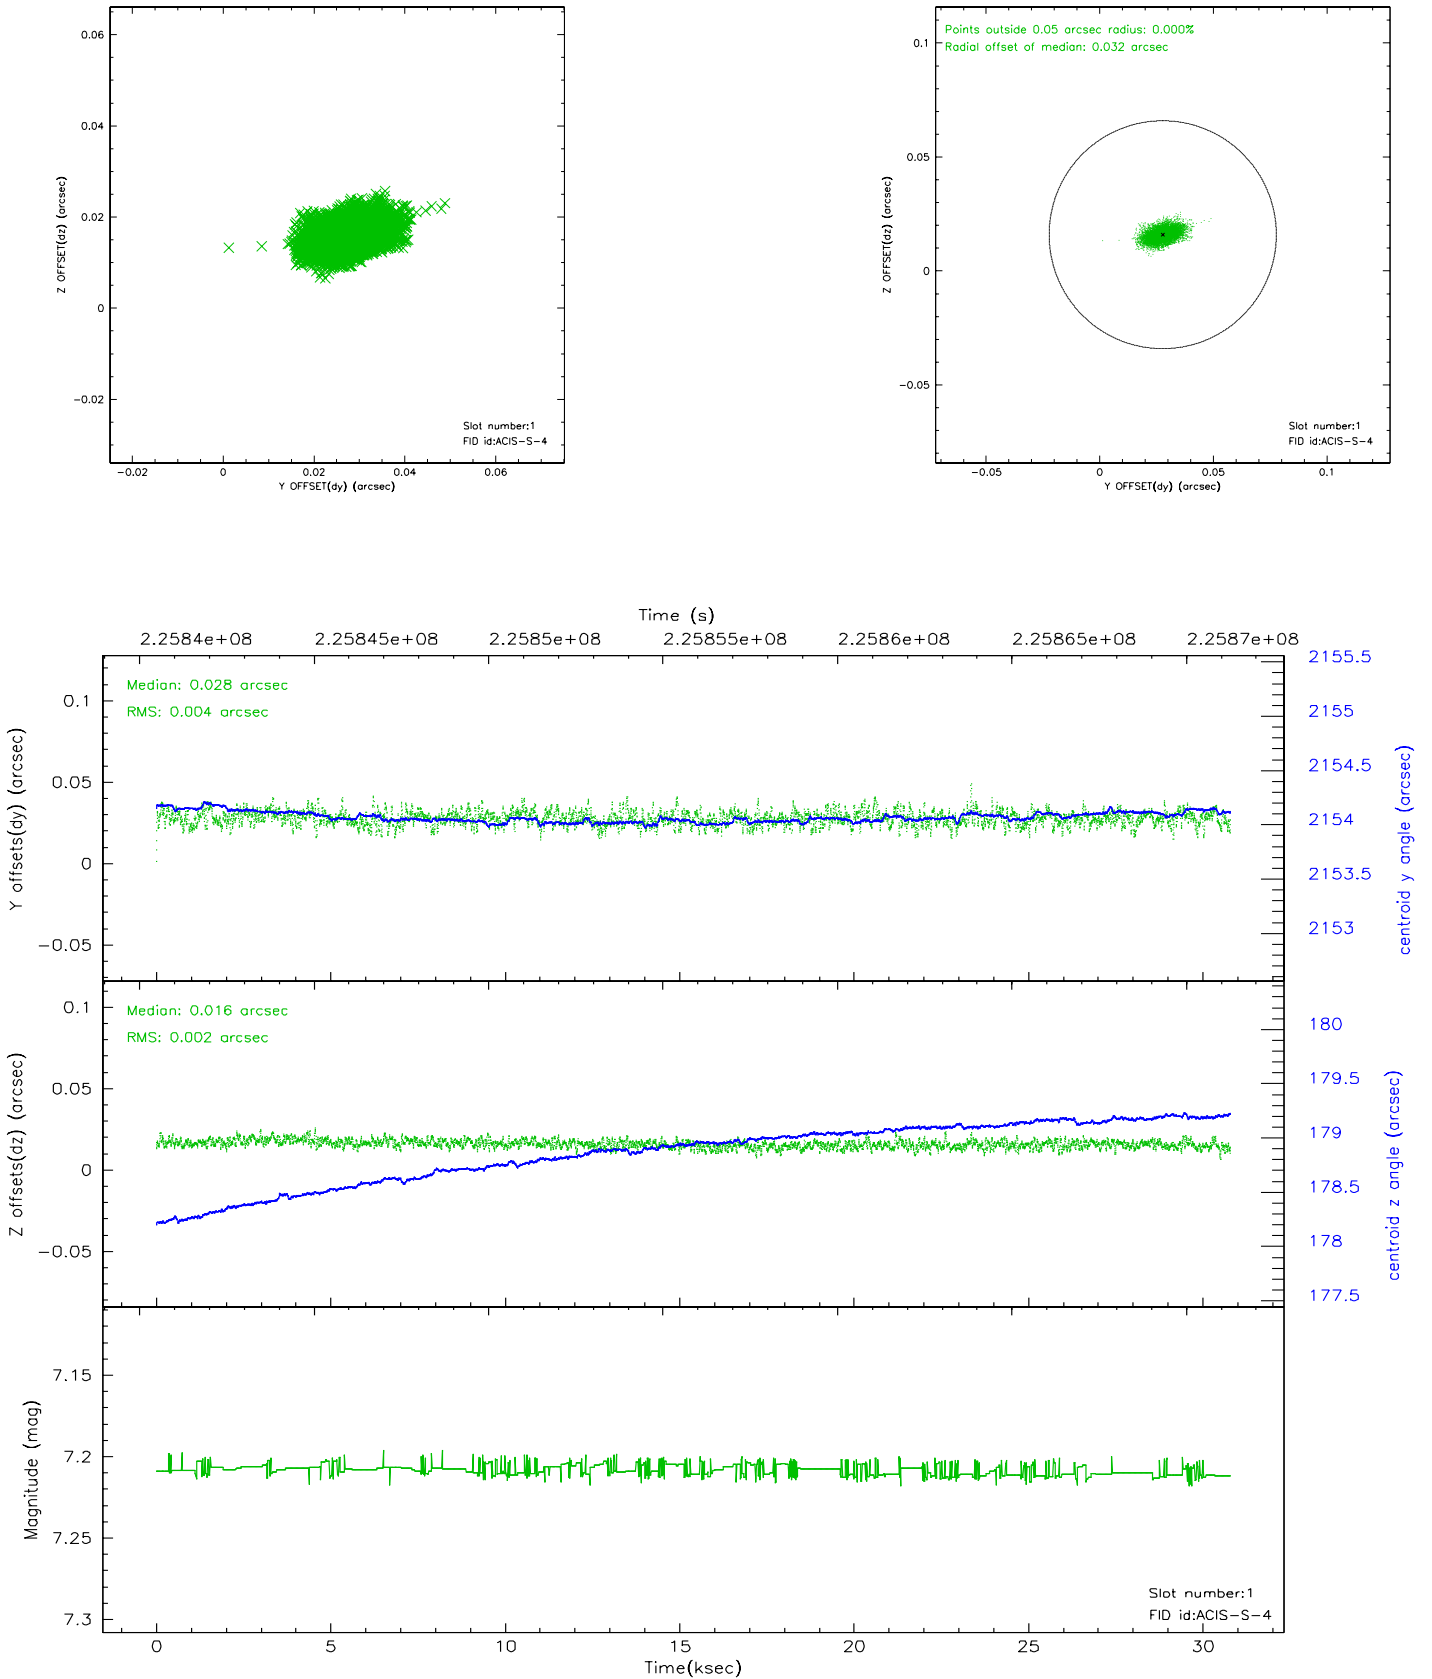 0.06
0.04
0.02
0
−0.02
Z OFFSET(dz) (arcsec)
Slot number:1
FID id:ACIS−S−4
−0.02 0 0.02 0.04 0.06
Y OFFSET(dy) (arcsec)
Points outside 0.05 arcsec radius: 0.000%
Radial offset of median: 0.032 arcsec
0.1
0.05
0
−0.05
Z OFFSET(dz) (arcsec)
Slot number:1
FID id:ACIS−S−4
−0.05 0 0.05 0.1
Y OFFSET(dy) (arcsec)
Time (s)
2.2584e+08 2.25845e+08 2.2585e+08 2.25855e+08 2.2586e+08 2.25865e+08 2.2587e+08
Median: 0.028 arcsec
RMS: 0.004 arcsec
0.1
0.05
0
−0.05
Y offsets(dy) (arcsec)
2155.5
2155
2154.5
2154
2153.5
2153
centroid y angle (arcsec)
Median: 0.016 arcsec
RMS: 0.002 arcsec
0.1
0.05
0
−0.05
Z offsets(dz) (arcsec)
180
179.5
179
178.5
178
177.5
centroid z angle (arcsec)
7.15
7.2
7.25
7.3
Magnitude (mag)
Slot number:1
FID id:ACIS−S−4
0 5 10 15 20 25 30
Time(ksec)